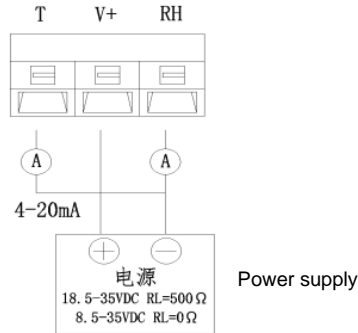 T V+ RH
A A
4-20mA
电源
18.5-35VDC RL=500Ω
8.5-35VDC RL=0Ω
Power supply